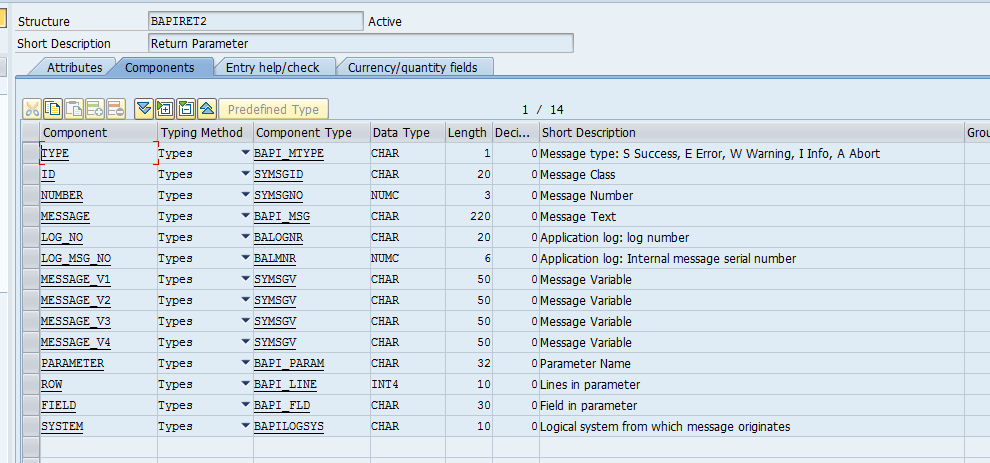 Structure BAPIRET2 Active
Short Description Return Parameter
Attributes Components Entry help/check Currency/quantity fields
Predefined Type 1 / 14
Component Typing Method Component Type Data Type Length Deci... Short Description Grou
TYPE Types BAPI_MTYPE CHAR 1 0 Message type: S Success, E Error, W Warning, I Info, A Abort
ID Types SYMSGID CHAR 20 0 Message Class
NUMBER Types SYMSGNO NUMC 3 0 Message Number
MESSAGE Types BAPI_MSG CHAR 220 0 Message Text
LOG_NO Types BALOGNR CHAR 20 0 Application log: log number
LOG_MSG_NO Types BALMNR NUMC 6 0 Application log: Internal message serial number
MESSAGE_V1 Types SYMSGV CHAR 50 0 Message Variable
MESSAGE_V2 Types SYMSGV CHAR 50 0 Message Variable
MESSAGE_V3 Types SYMSGV CHAR 50 0 Message Variable
MESSAGE_V4 Types SYMSGV CHAR 50 0 Message Variable
PARAMETER Types BAPI_PARAM CHAR 32 0 Parameter Name
ROW Types BAPI_LINE INT4 10 0 Lines in parameter
FIELD Types BAPI_FLD CHAR 30 0 Field in parameter
SYSTEM Types BAPILOGSYS CHAR 10 0 Logical system from which message originates